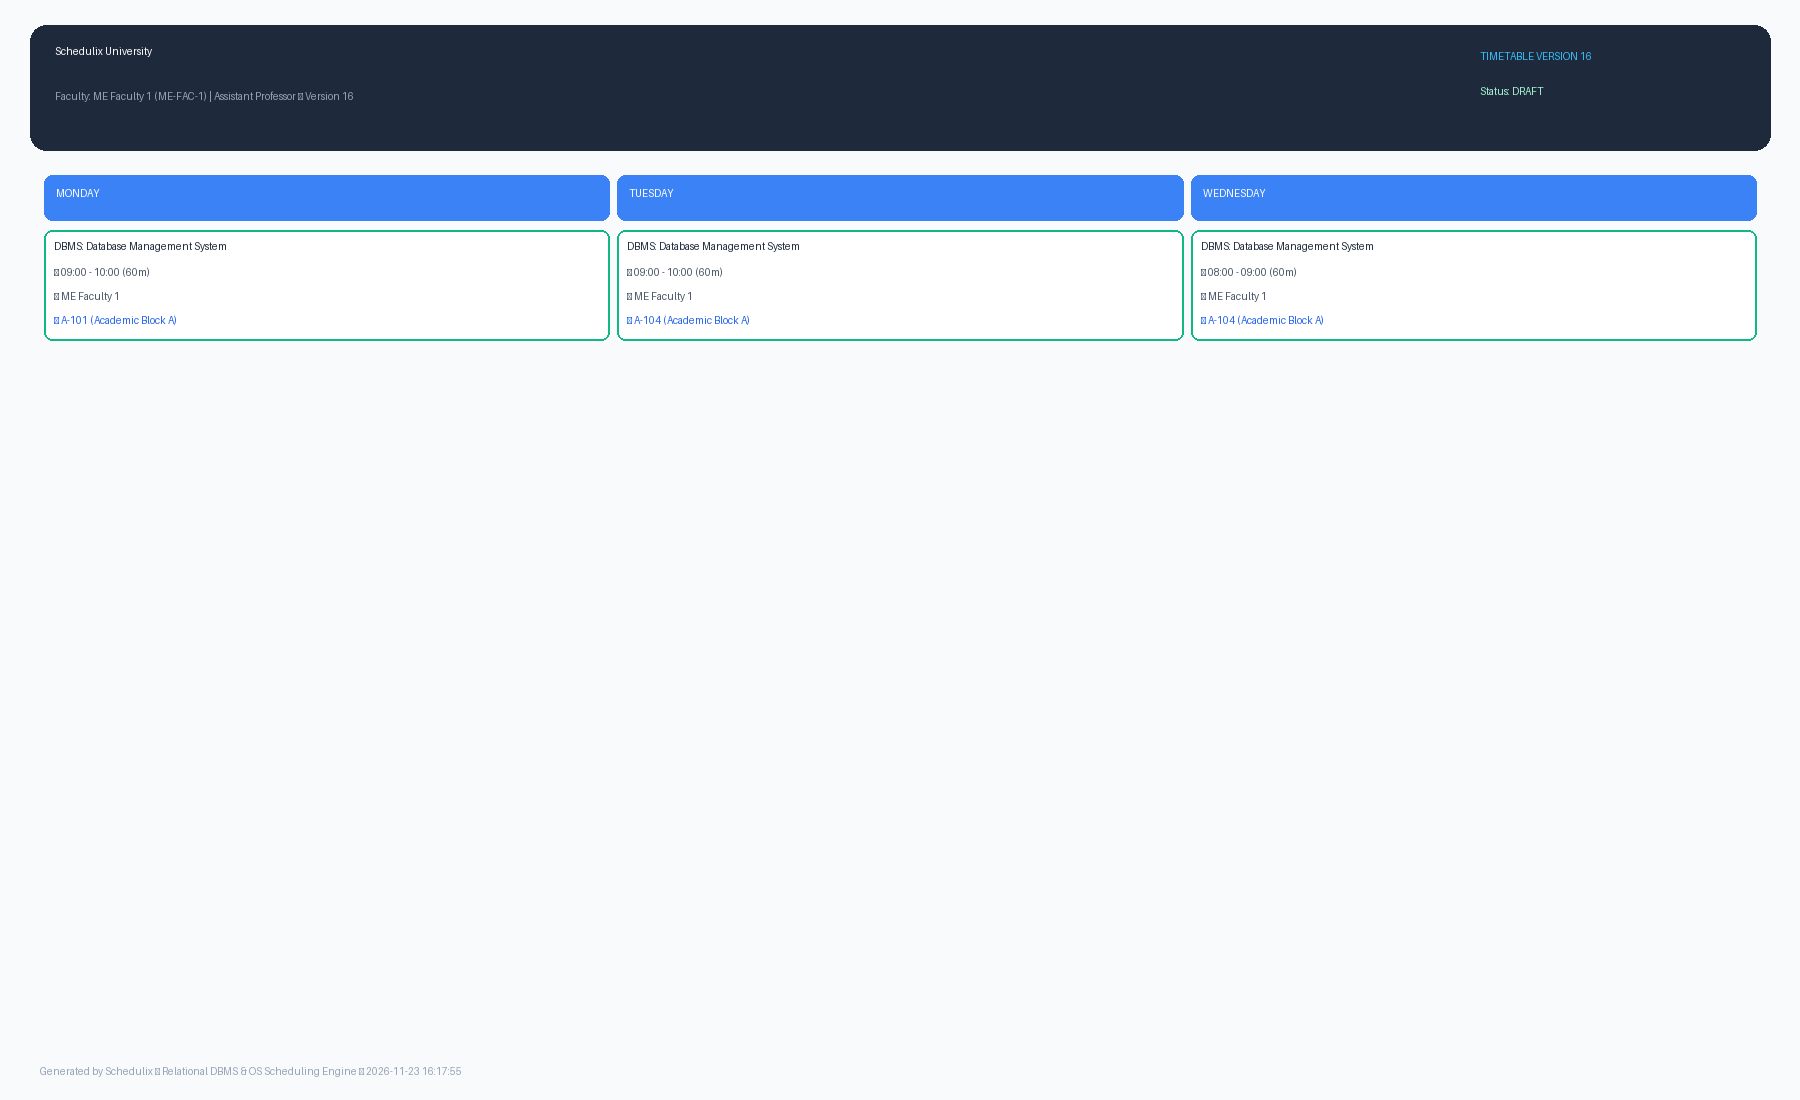 Schedulix University
TIMETABLE VERSION 16
Faculty: ME Faculty 1 (ME-FAC-1) | Assistant Professor Version 16
Status: DRAFT
MONDAY
TUESDAY
WEDNESDAY
DBMS: Database Management System
09:00 - 10:00 (60m)
ME Faculty 1
A-101 (Academic Block A)
DBMS: Database Management System
09:00 - 10:00 (60m)
ME Faculty 1
A-104 (Academic Block A)
DBMS: Database Management System
08:00 - 09:00 (60m)
ME Faculty 1
A-104 (Academic Block A)
Generated by Schedulix Relational DBMS & OS Scheduling Engine 2026-11-23 16:17:55